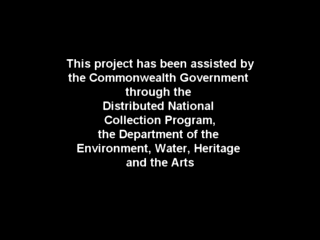 This project has been assisted by
the Commonwealth Government
through the
Distributed National
Collection Program,
the Department of the
Environment, Water, Heritage
and the Arts